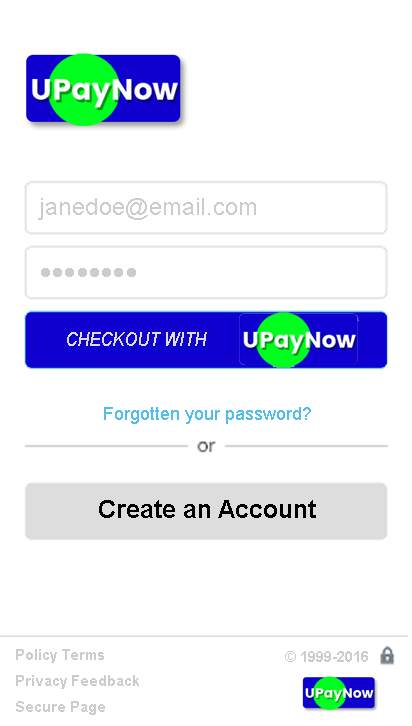 UPayNow
janedoe@email.com
CHECKOUT WITH UPayNow
Forgotten your password?
or
Create an Account
Policy Terms © 1999-2016
Privacy Feedback
UPayNow
Secure Page